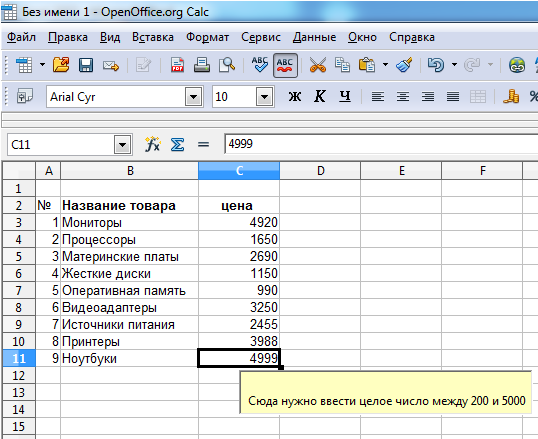 Без имени 1 - OpenOffice.org Calc
Файл Правка Вид Вставка Формат Сервис Данные Окно Справка
ABC ABC
Arial Cyr 10 Ж К Ч %
C11 4999
A B C D E F
1
2 № Название товара цена
3 1 Мониторы 4920
4 2 Процессоры 1650
5 3 Материнские платы 2690
6 4 Жесткие диски 1150
7 5 Оперативная память 990
8 6 Видеоадаптеры 3250
9 7 Источники питания 2455
10 8 Принтеры 3988
11 9 Ноутбуки 4999
12
13
14 Сюда нужно ввести целое число между 200 и 5000
15